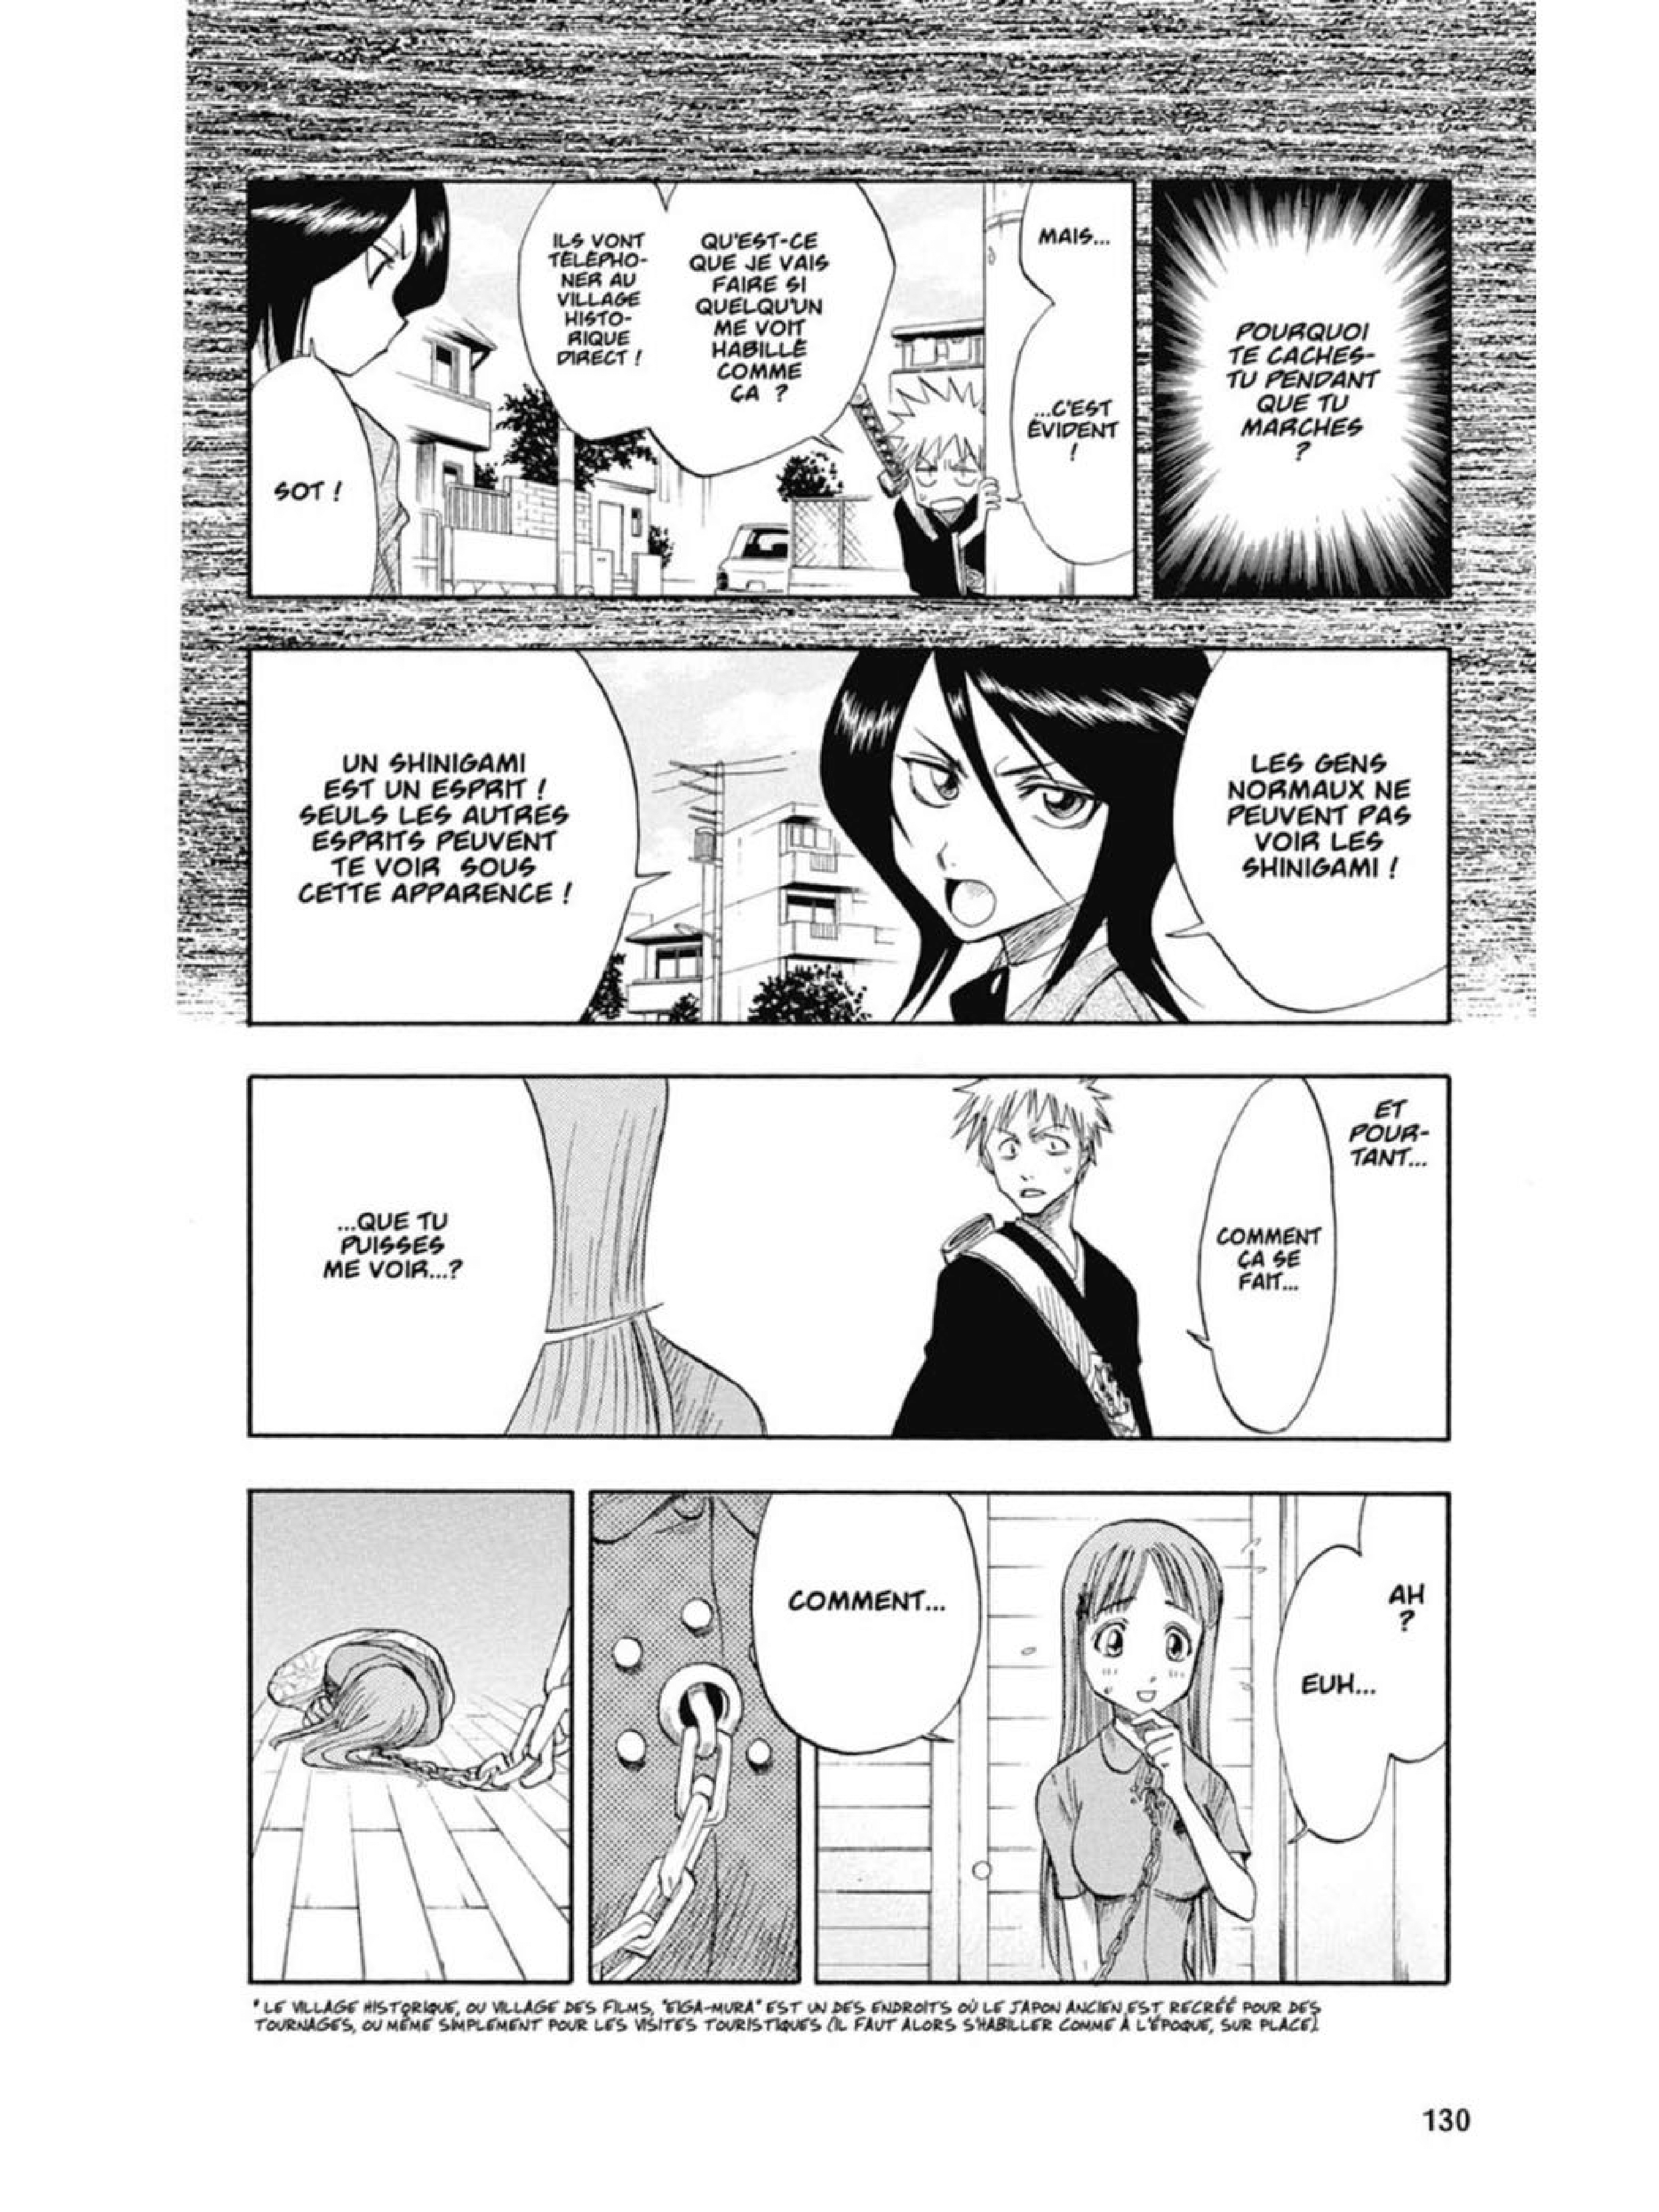 POURQUOI
TE CACHES-
TU PENDANT
QUE TU
MARCHES
?
MAIS...
...C'EST
ÉVIDENT
!
QU'EST-CE
QUE JE VAIS
FAIRE SI
QUELQU'UN
ME VOIT
HABILLÉ
COMME
ÇA ?
ILS VONT
TÉLÉPHO-
NER AU
VILLAGE
HISTO-
RIQUE
DIRECT !
SOT !
LES GENS
NORMAUX NE
PEUVENT PAS
VOIR LES
SHINIGAMI !
UN SHINIGAMI
EST UN ESPRIT !
SEULS LES AUTRES
ESPRITS PEUVENT
TE VOIR SOUS
CETTE APPARENCE !
ET
POUR-
TANT...
COMMENT
ÇA SE
FAIT...
...QUE TU
PUISSES
ME VOIR...?
AH
?
EUH...
COMMENT...
* LE VILLAGE HISTORIQUE, OU VILLAGE DES FILMS, "EIGA-MURA" EST UN DES ENDROITS OÙ LE JAPON ANCIEN EST RECRÉÉ POUR DES
TOURNAGES, OU MÊME SIMPLEMENT POUR LES VISITES TOURISTIQUES (IL FAUT ALORS S'HABILLER COMME À L'ÉPOQUE, SUR PLACE).
130